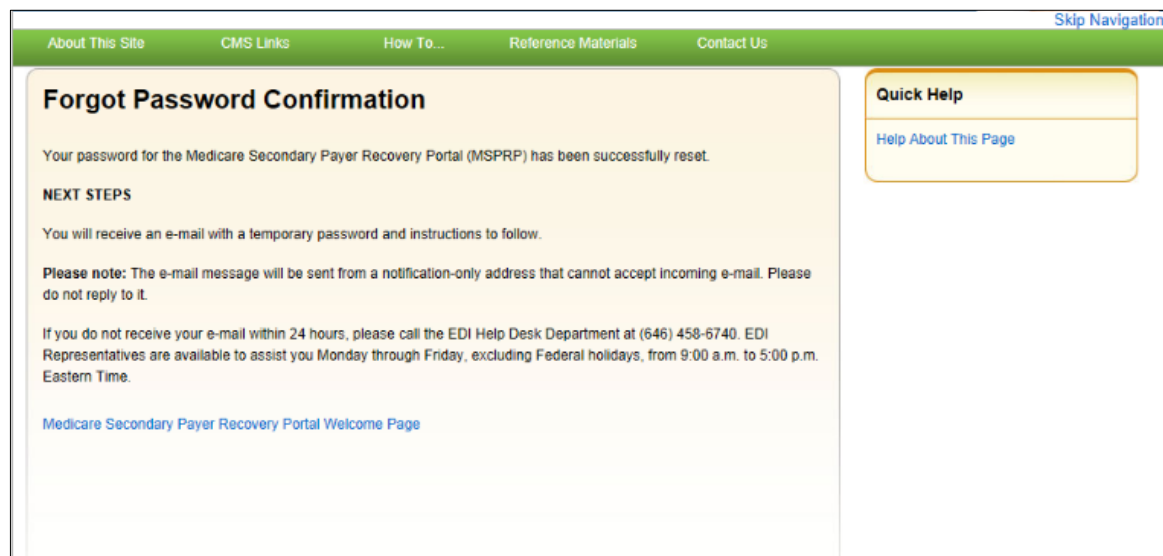 Skip Navigation
About This Site CMS Links How To... Reference Materials Contact Us
Forgot Password Confirmation
Your password for the Medicare Secondary Payer Recovery Portal (MSPRP) has been successfully reset.
NEXT STEPS
You will receive an e-mail with a temporary password and instructions to follow.
Please note: The e-mail message will be sent from a notification-only address that cannot accept incoming e-mail. Please
do not reply to it.
If you do not receive your e-mail within 24 hours, please call the EDI Help Desk Department at (646) 458-6740. EDI
Representatives are available to assist you Monday through Friday, excluding Federal holidays, from 9:00 a.m. to 5:00 p.m.
Eastern Time.
Medicare Secondary Payer Recovery Portal Welcome Page
Quick Help
Help About This Page